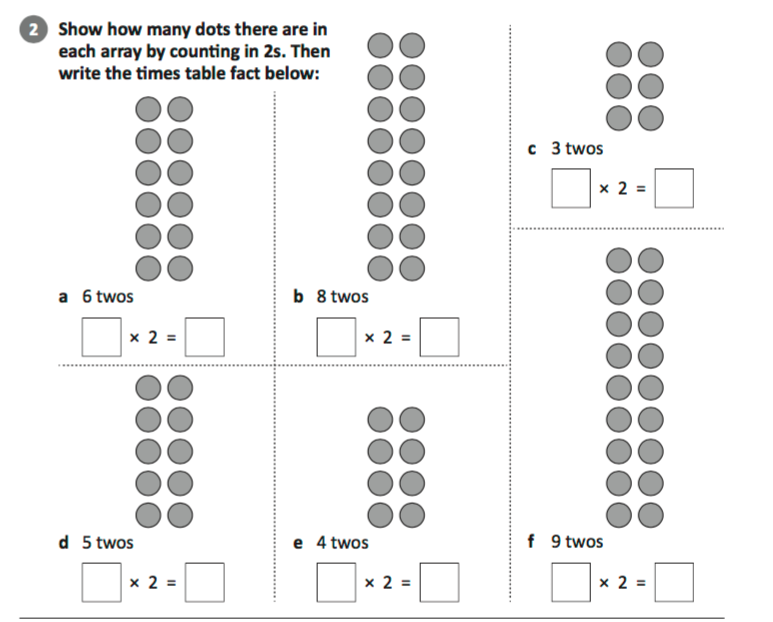 2 Show how many dots there are in
each array by counting in 2s. Then
write the times table fact below:
a 6 twos
× 2 =
b 8 twos
× 2 =
c 3 twos
× 2 =
d 5 twos
× 2 =
e 4 twos
× 2 =
f 9 twos
× 2 =